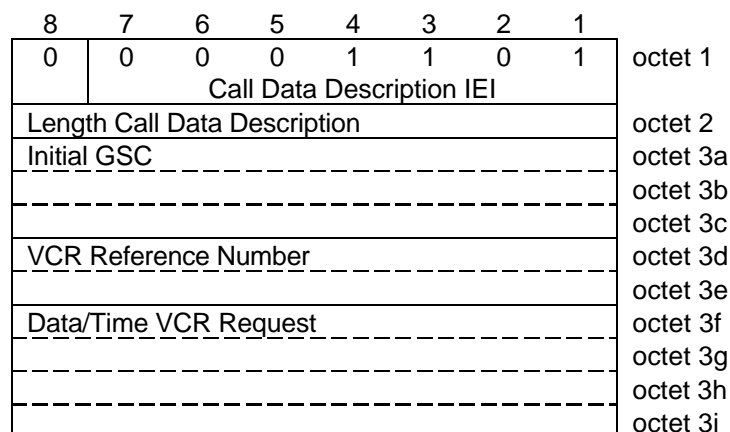 8 7 6 5 4 3 2 1
0 0 0 0 1 1 0 1 octet 1
Call Data Description IEI
Length Call Data Description octet 2
Initial GSC octet 3a
octet 3b
octet 3c
VCR Reference Number octet 3d
octet 3e
Data/Time VCR Request octet 3f
octet 3g
octet 3h
octet 3i